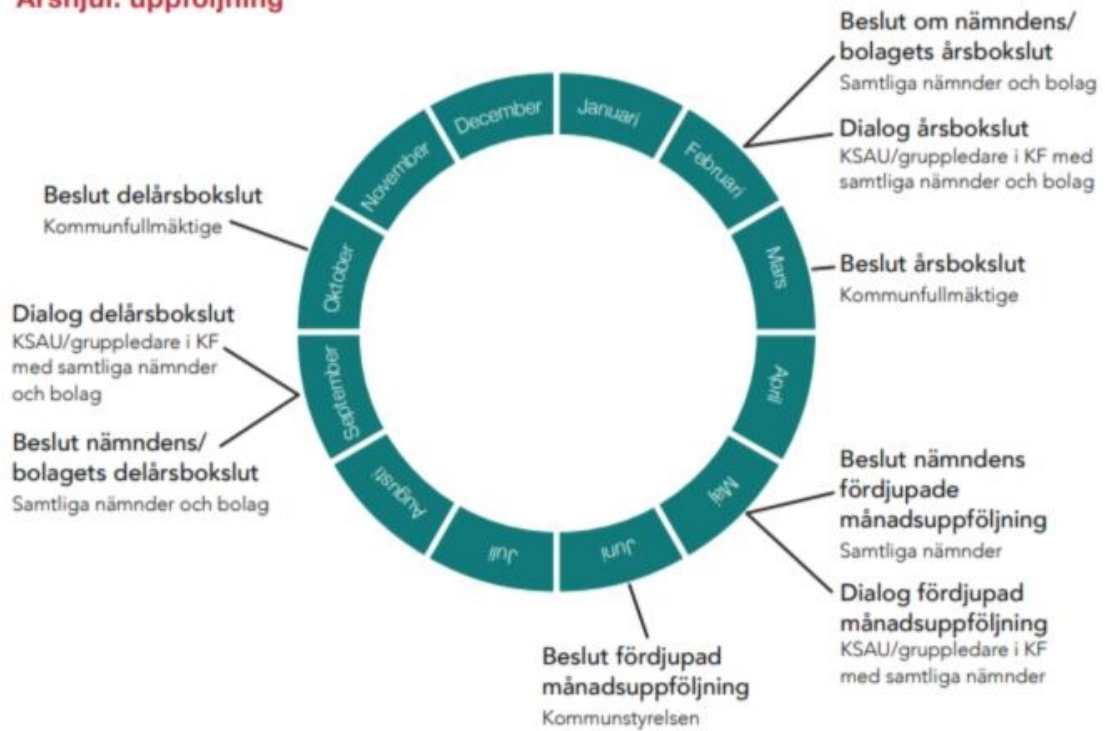 Årshjul: uppföljning
Beslut om nämndens/
bolagets årsbokslut
Samtliga nämnder och bolag
Dialog årsbokslut
KSAU/gruppledare i KF med
samtliga nämnder och bolag
Beslut årsbokslut
Kommunfullmäktige
Beslut nämndens
fördjupade
månadsuppföljning
Samtliga nämnder
Dialog fördjupad
månadsuppföljning
KSAU/gruppledare i KF
med samtliga nämnder
Beslut fördjupad
månadsuppföljning
Kommunstyrelsen
Beslut nämndens/
bolagets delårsbokslut
Samtliga nämnder och bolag
Dialog delårsbokslut
KSAU/gruppledare i KF
med samtliga nämnder
och bolag
Beslut delårsbokslut
Kommunfullmäktige
Januari
Februari
Mars
April
Maj
Juni
Juli
Augusti
September
Oktober
November
December